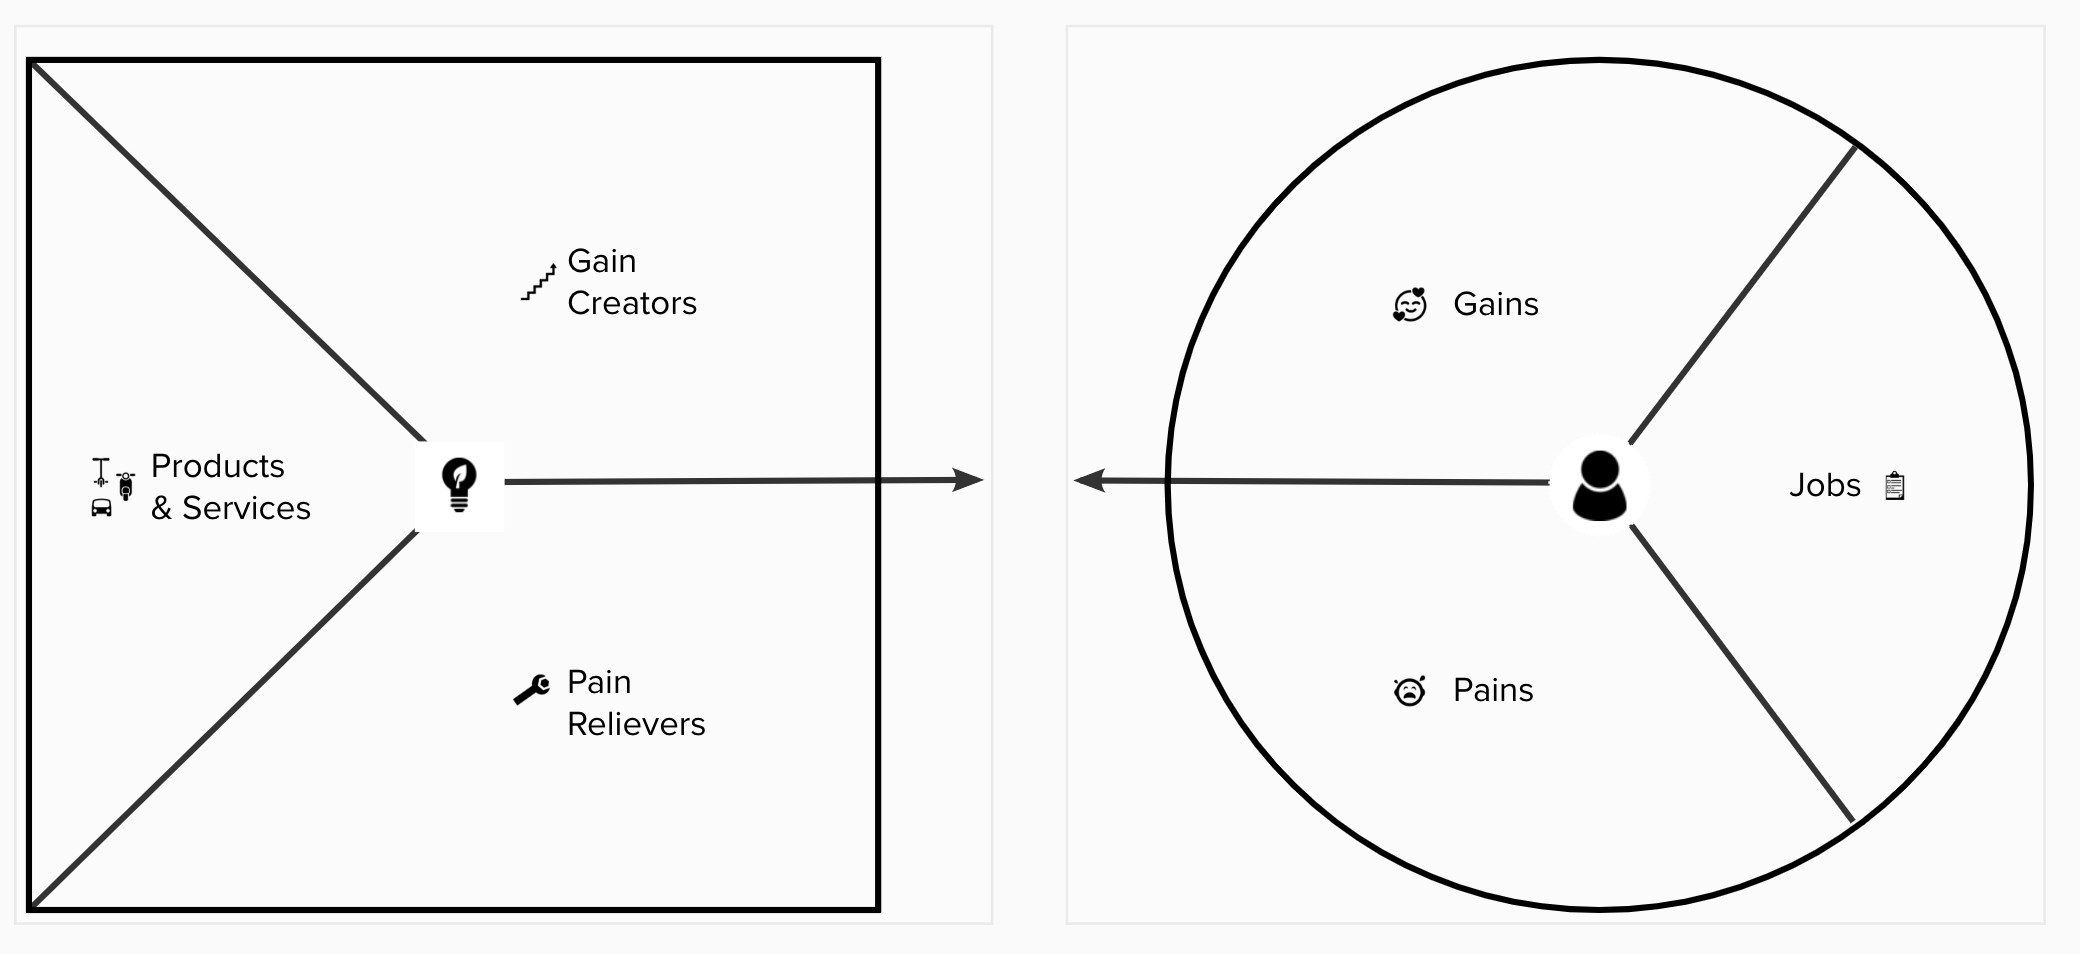 Gain
Creators
Products
& Services
Pain
Relievers
Gains
Jobs
Pains